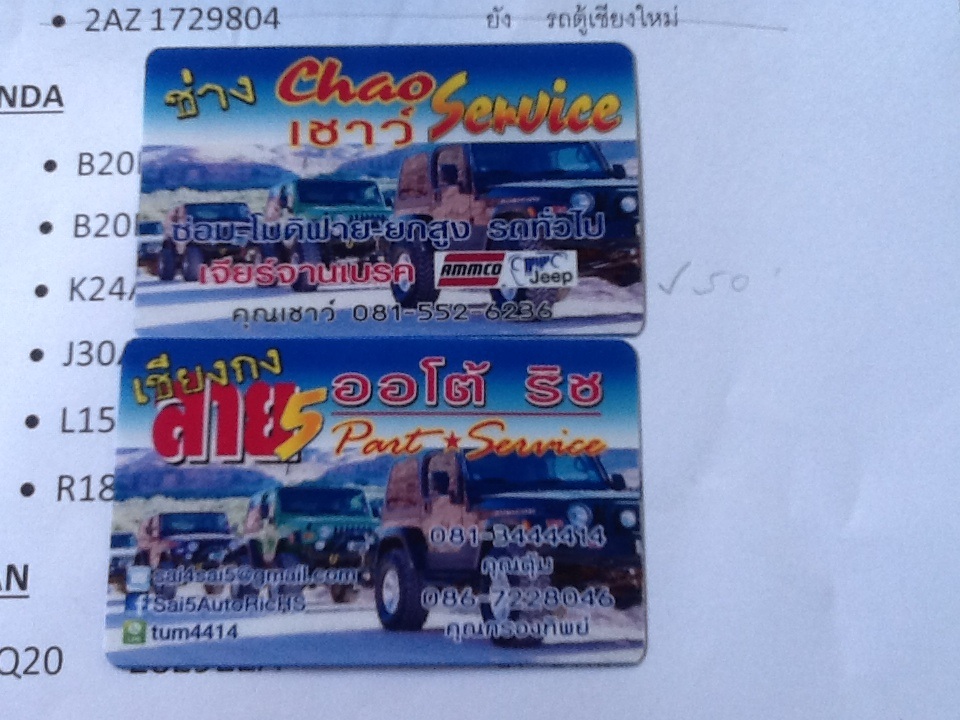 2AZ 1729804 ยัง รถตู้เชียงใหม่
NDA
B20
B20
K24
J30
L15
R18
AN
Q20
ช่าง Chao Service
เชาว์
ซ่อม-โมดิฟาย-ยกสูง รถทั่วไป
เจียร์จานเบรค AMMCO Jeep
คุณเชาว์ 081-552-6236
เชียงกง
สาย5 ออโต้ ริช
Part Service
081-3444414
คุณตุ้ม
sai4sai5@gmail.com
086-7228046
Sai5AutoRicHS
คุณกรองทิพย์
tum4414